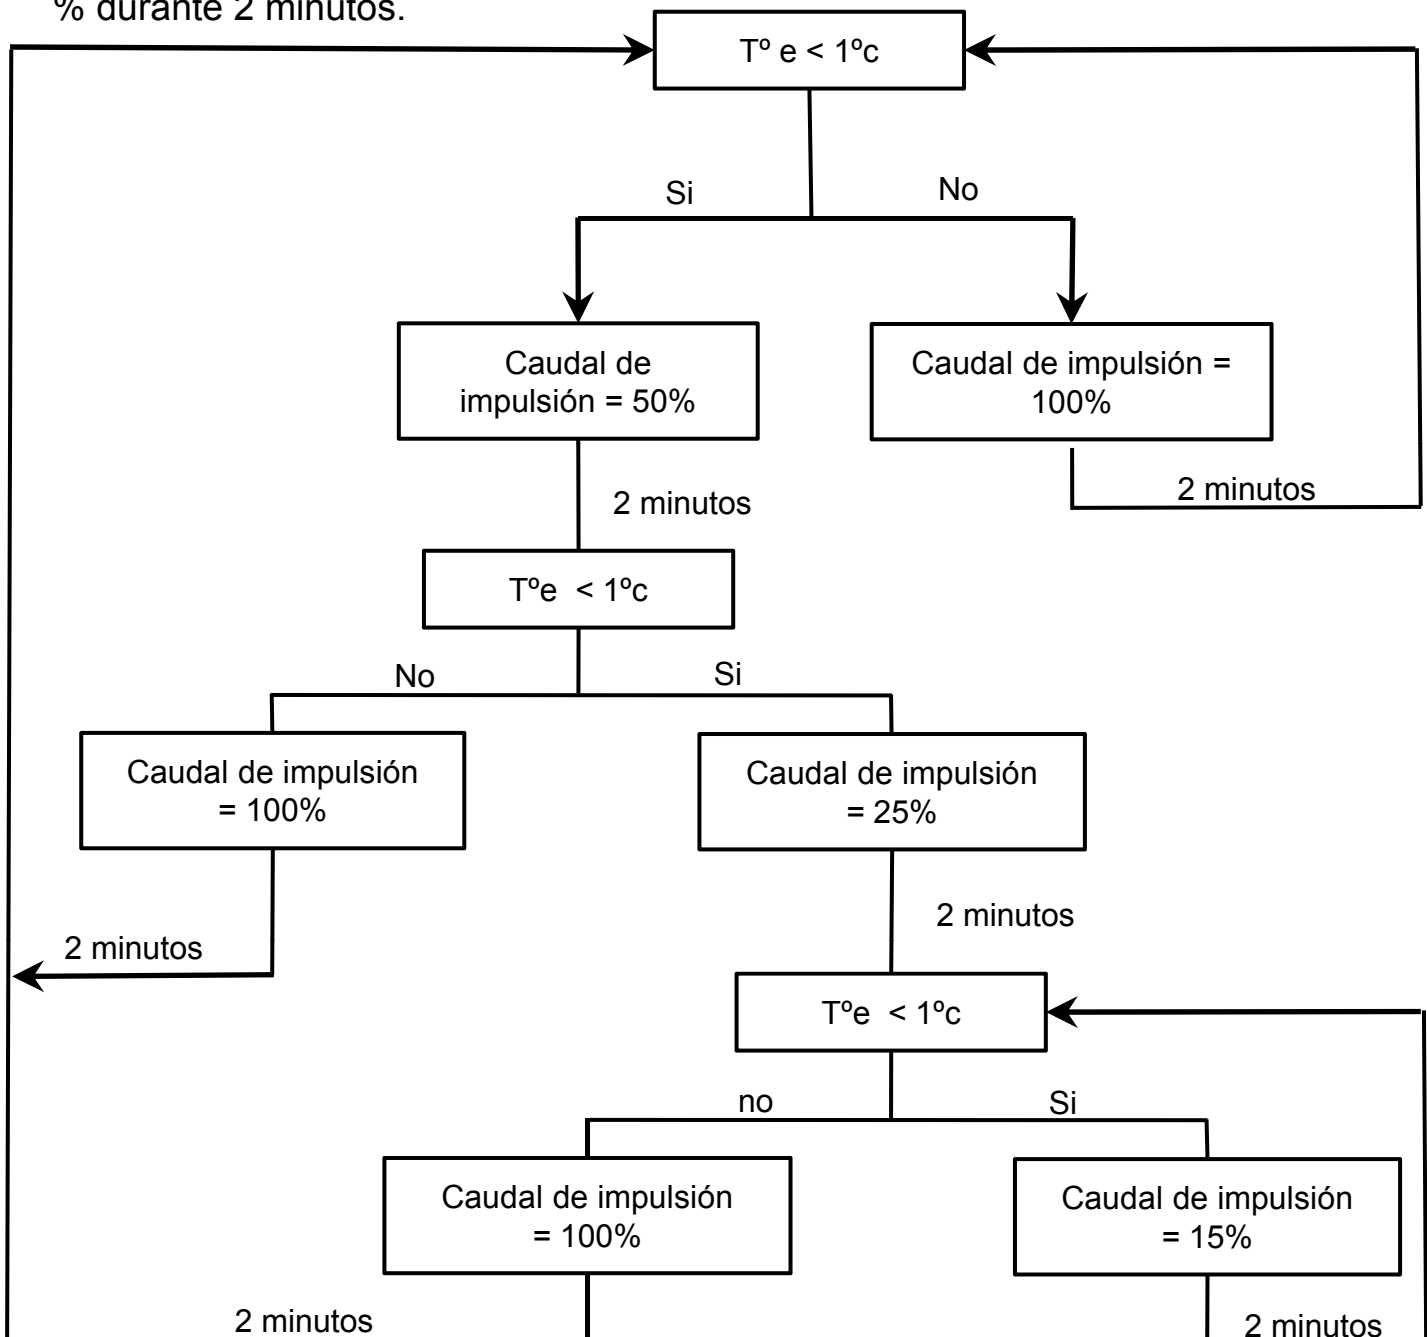 % durante 2 minutos.
Tº e < 1ºc
Si
No
Caudal de
impulsión = 50%
Caudal de impulsión =
100%
2 minutos
2 minutos
Tºe < 1ºc
No
Si
Caudal de impulsión
= 100%
Caudal de impulsión
= 25%
2 minutos
2 minutos
Tºe < 1ºc
no
Si
Caudal de impulsión
= 100%
Caudal de impulsión
= 15%
2 minutos
2 minutos